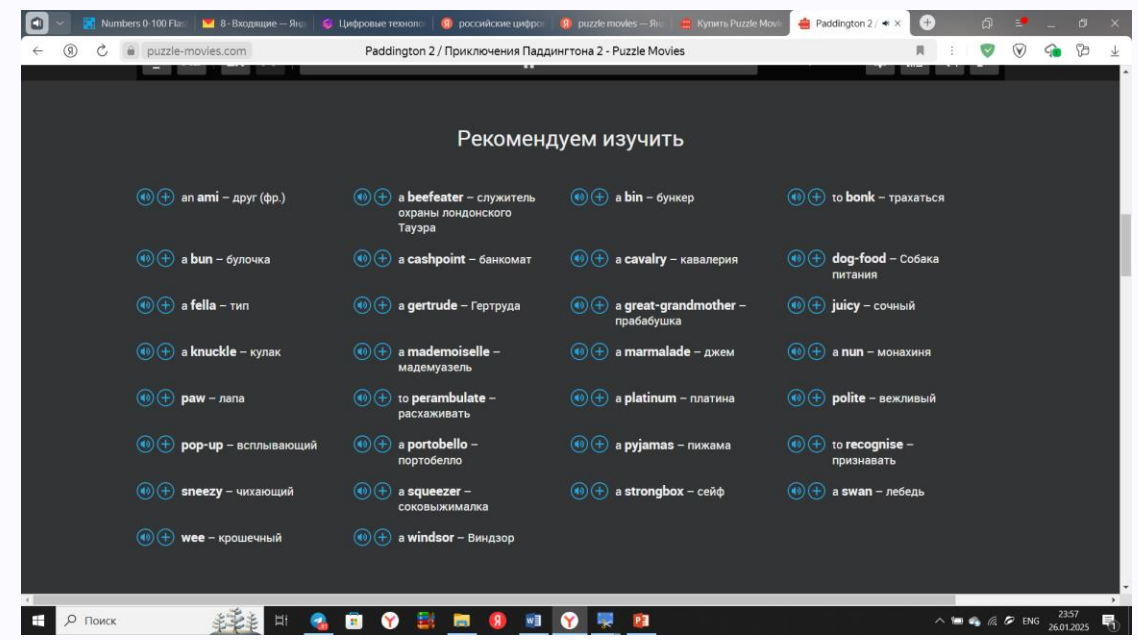 Numbers 0-100 Flas
8 · Входящие — Янд
Цифровые техноло
российские цифро
puzzle movies — Ян
Купить Puzzle Movi
Paddington 2 /
puzzle-movies.com
Paddington 2 / Приключения Паддингтона 2 - Puzzle Movies
Рекомендуем изучить
an ami – друг (фр.)
a beefeater – служитель
охраны лондонского
Тауэра
a bin – бункер
to bonk – трахаться
a bun – булочка
a cashpoint – банкомат
a cavalry – кавалерия
dog-food – Собака
питания
a fella – тип
a gertrude – Гертруда
a great-grandmother –
прабабушка
juicy – сочный
a knuckle – кулак
a mademoiselle –
мадемуазель
a marmalade – джем
a nun – монахиня
paw – лапа
to perambulate –
расхаживать
a platinum – платина
polite – вежливый
pop-up – всплывающий
a portobello –
портобелло
a pyjamas – пижама
to recognise –
признавать
sneezy – чихающий
a squeezer –
соковыжималка
a strongbox – сейф
a swan – лебедь
wee – крошечный
a windsor – Виндзор
Поиск
ENG
23:57
26.01.2025